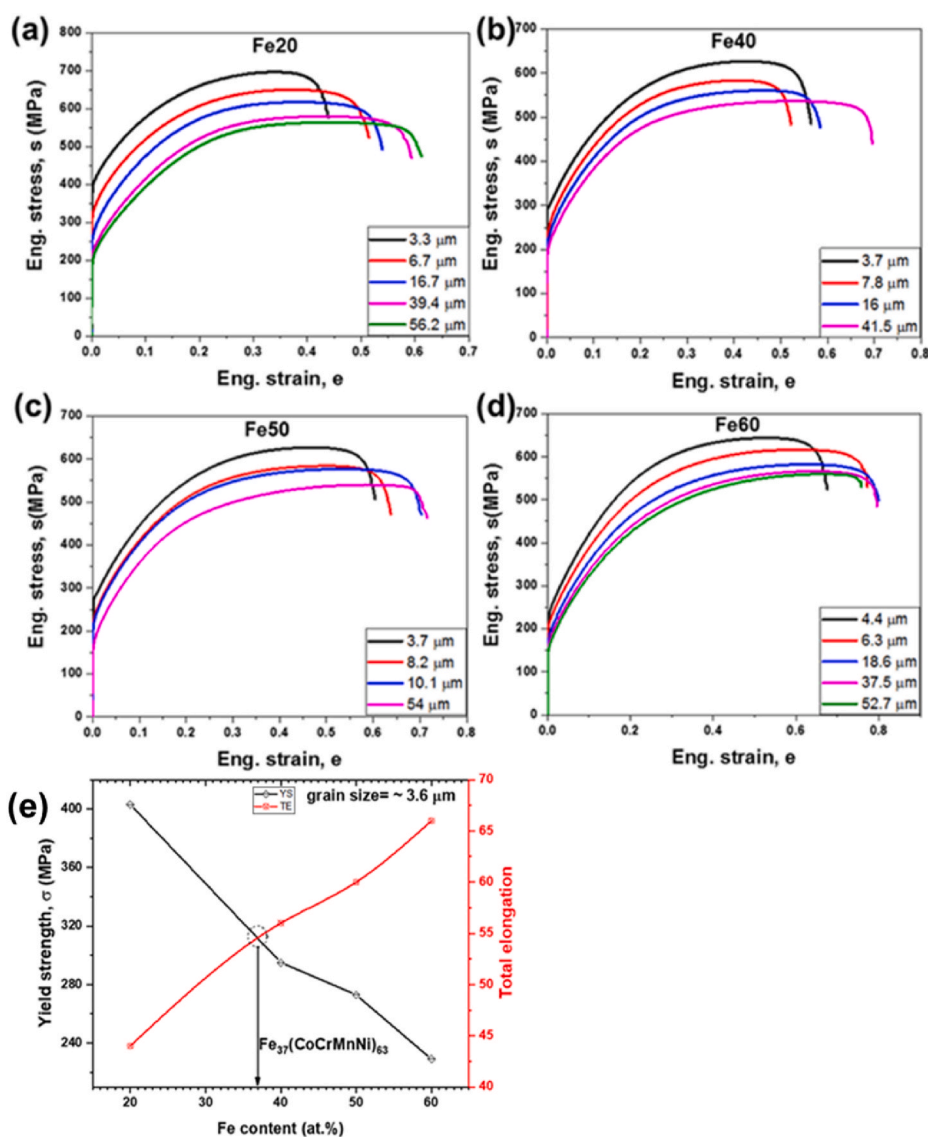 (a)
Fe20
Eng. stress, s (MPa)
800
700
600
500
400
300
200
100
0
3.3 μm
6.7 μm
16.7 μm
39.4 μm
56.2 μm
0.0 0.1 0.2 0.3 0.4 0.5 0.6 0.7
Eng. strain, e
(b)
Fe40
Eng. stress, s (MPa)
700
600
500
400
300
200
100
0
3.7 μm
7.8 μm
16 μm
41.5 μm
0.0 0.1 0.2 0.3 0.4 0.5 0.6 0.7 0.8
Eng. strain, e
(c)
Fe50
Eng. stress, s(MPa)
700
600
500
400
300
200
100
0
3.7 μm
8.2 μm
10.1 μm
54 μm
0.0 0.1 0.2 0.3 0.4 0.5 0.6 0.7 0.8
Eng. strain, e
(d)
Fe60
Eng. stress, s(MPa)
700
600
500
400
300
200
100
0
4.4 μm
6.3 μm
18.6 μm
37.5 μm
52.7 μm
0.0 0.2 0.4 0.6 0.8
Eng. strain, e
(e)
Yield strength, σ (MPa)
400
360
320
280
240
YS
TE
grain size= ~ 3.6 μm
Fe37(CoCrMnNi)63
70
65
60
55
50
45
40
Total elongation
20 30 40 50 60
Fe content (at.%)